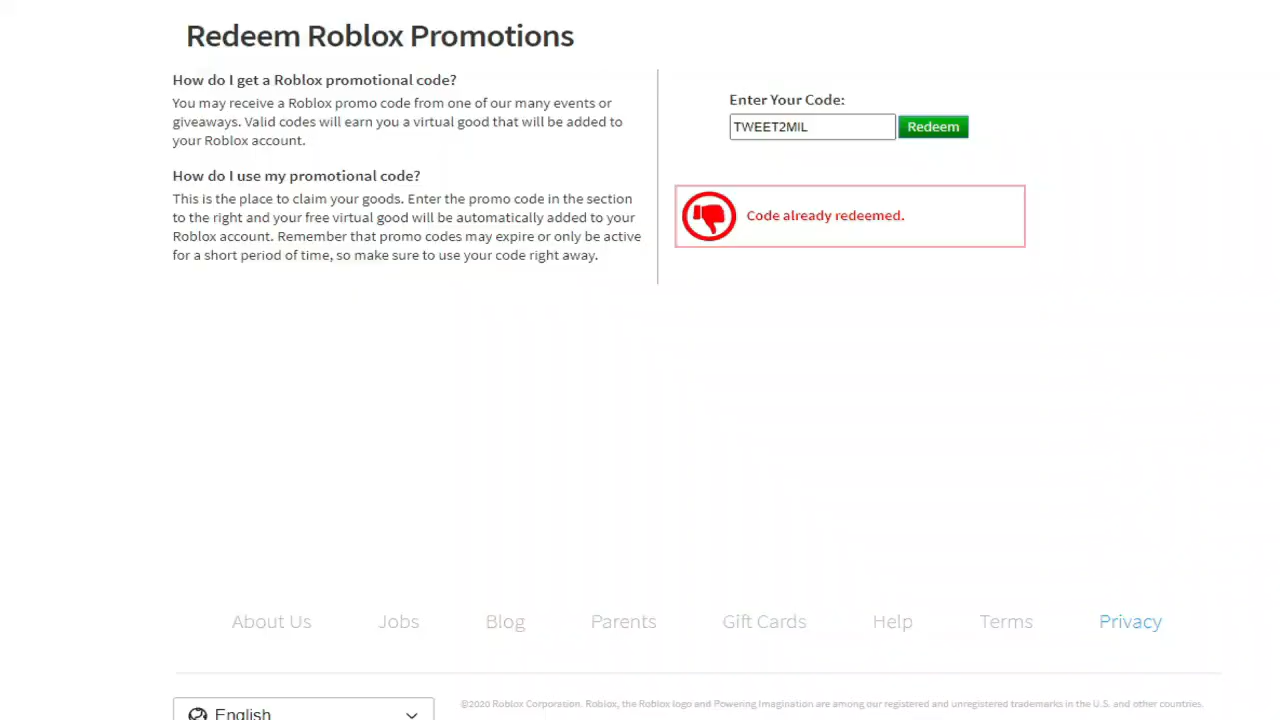 Redeem Roblox Promotions
How do I get a Roblox promotional code?
You may receive a Roblox promo code from one of our many events or
giveaways. Valid codes will earn you a virtual good that will be added to
your Roblox account.
How do I use my promotional code?
This is the place to claim your goods. Enter the promo code in the section
to the right and your free virtual good will be automatically added to your
Roblox account. Remember that promo codes may expire or only be active
for a short period of time, so make sure to use your code right away.
Enter Your Code:
TWEET2MIL Redeem
Code already redeemed.
About Us Jobs Blog Parents Gift Cards Help Terms Privacy
English
©2020 Roblox Corporation. Roblox, the Roblox logo and Powering Imagination are among our registered and unregistered trademarks in the U.S. and other countries.